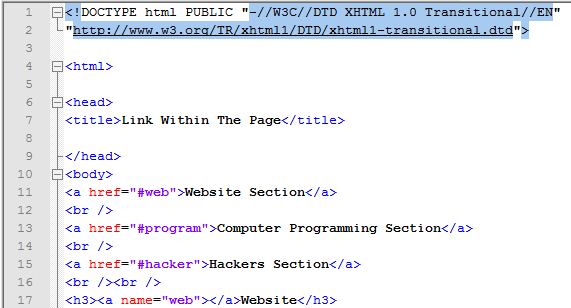 1 <!DOCTYPE html PUBLIC "-//W3C//DTD XHTML 1.0 Transitional//EN"
2 "http://www.w3.org/TR/xhtml1/DTD/xhtml1-transitional.dtd">
3
4 <html>
5
6 <head>
7 <title>Link Within The Page</title>
8
9 </head>
10 <body>
11 <a href="#web">Website Section</a>
12 <br />
13 <a href="#program">Computer Programming Section</a>
14 <br />
15 <a href="#hacker">Hackers Section</a>
16 <br /><br />
17 <h3><a name="web"></a>Website</h3>